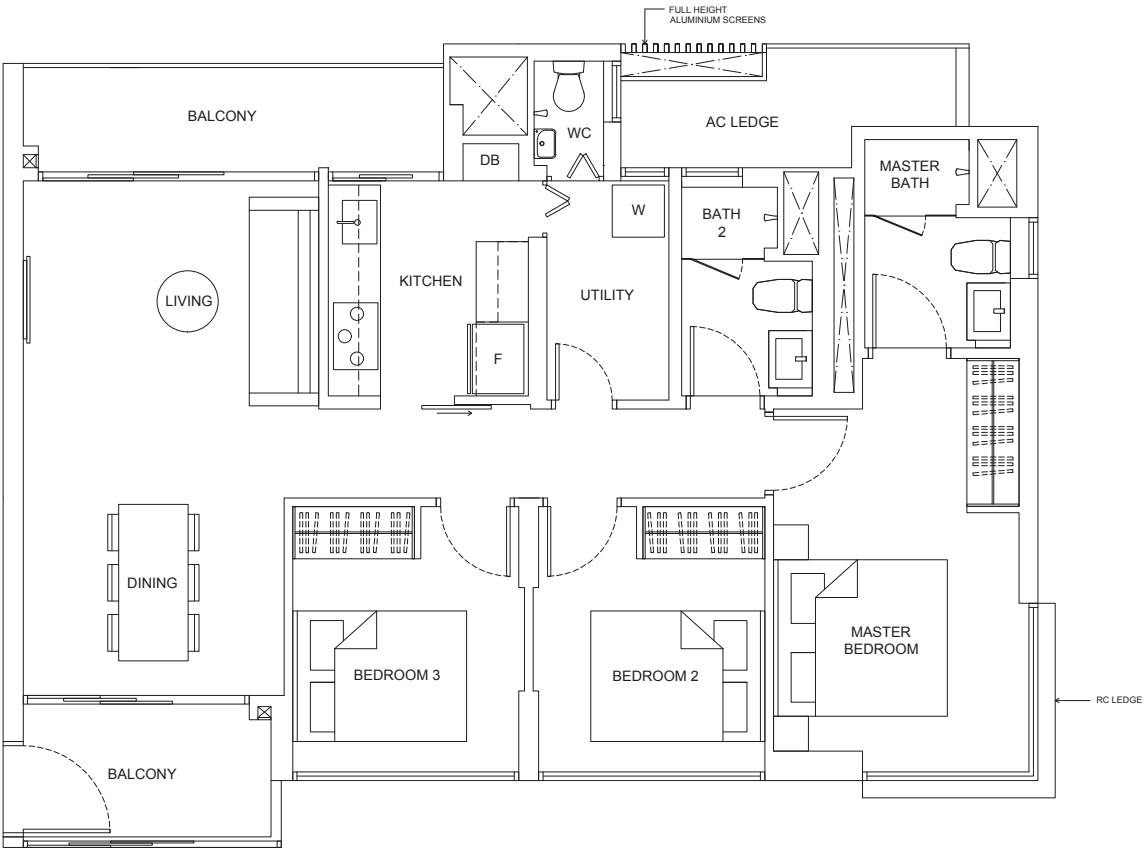 FULL HEIGHT
ALUMINIUM SCREENS
BALCONY
WC
AC LEDGE
DB
MASTER
BATH
W
BATH
2
LIVING
KITCHEN
UTILITY
F
DINING
MASTER
BEDROOM
BEDROOM 3
BEDROOM 2
RC LEDGE
BALCONY